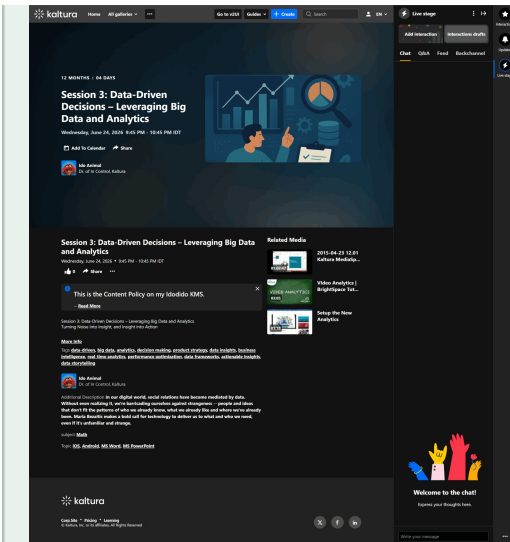 kaltura
Home
All galleries
Go to v2UI
Guides
+ Create
Search
EN
Live stage
Add Interaction
Interactions drafts
Chat
Q&A
Feed
Backchannel
12 MONTHS : 04 DAYS
Session 3: Data-Driven
Decisions – Leveraging Big
Data and Analytics
Wednesday, June 24, 2026 9:45 PM - 10:45 PM IDT
Add To Calendar
Share
Ido Animal
Dr. of In Control, Kaltura
Session 3: Data-Driven Decisions – Leveraging Big Data
and Analytics
Wednesday, June 24, 2026 • 9:45 PM - 10:45 PM IDT
0
Share
This is the Content Policy on my Idodido KMS.
... Read More
Session 3: Data-Driven Decisions – Leveraging Big Data and Analytics
Turning Noise into Insight, and Insight into Action
More info
Tags data-driven, big data, analytics, decision making, product strategy, data insights, business
intelligence, real-time analytics, performance optimization, data frameworks, actionable insights,
data storytelling
Ido Animal
Dr. of In Control, Kaltura
Additional Description In our digital world, social relations have become mediated by data.
Without even realizing it, we're barricading ourselves against strangeness -- people and ideas
that don't fit the patterns of who we already know, what we already like and where we've already
been. Maria Bezaitis makes a bold call for technology to deliver us to what and who we need,
even if it's unfamiliar and strange.
subject Math
Topic IOS, Android, MS Word, MS PowerPoint
Related Media
2015-04-23 12.01
Kaltura MediaSp...
Video Analytics |
BrightSpace Tut...
VIDEO ANALYTICS
Setup the New
Analytics
Welcome to the chat!
Express your thoughts here.
Write your message
kaltura
Corp Site • Pricing • Learning
© Kaltura, Inc. or its affiliates, All Rights Reserved